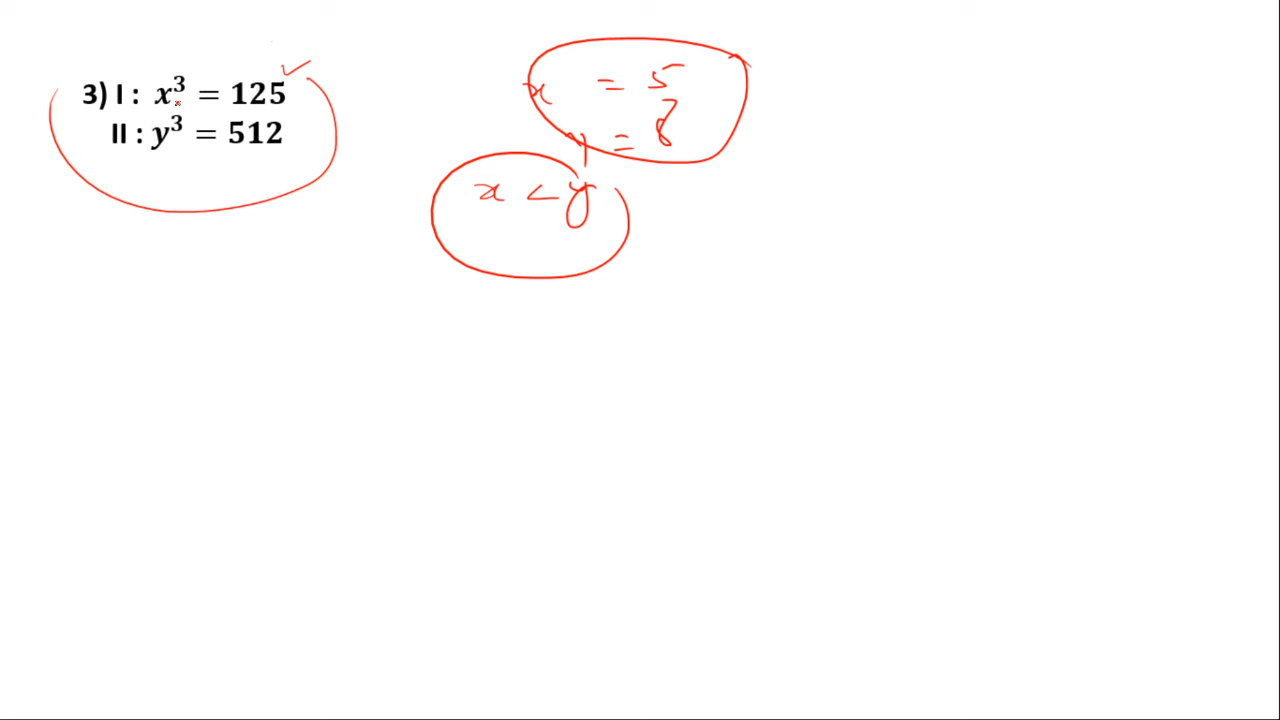 3) I : x³ = 125
II : y³ = 512
x = 5
y = 8
x < y